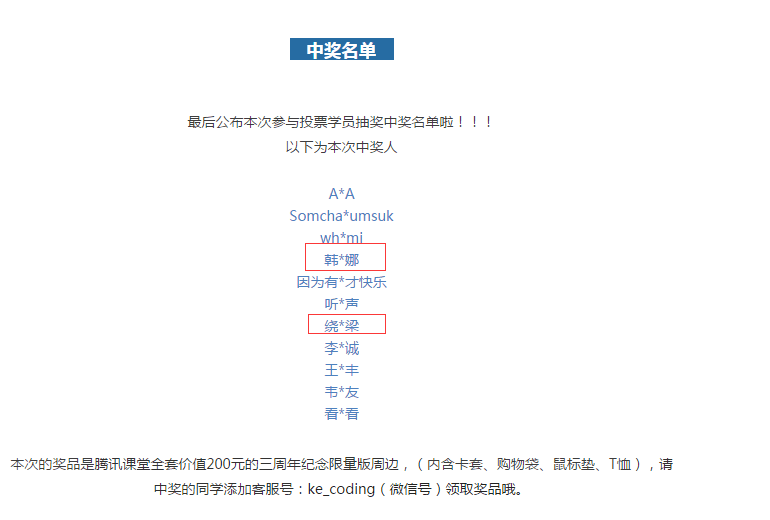 中奖名单
最后公布本次参与投票学员抽奖中奖名单啦！！！
以下为本次中奖人
A*A
Somcha*umsuk
wh*mi
韩*娜
因为有*才快乐
听*声
绕*梁
李*诚
王*丰
韦*友
看*看
本次的奖品是腾讯课堂全套价值200元的三周年纪念限量版周边，（内含卡套、购物袋、鼠标垫、T恤），请
中奖的同学添加客服号：ke_coding（微信号）领取奖品哦。